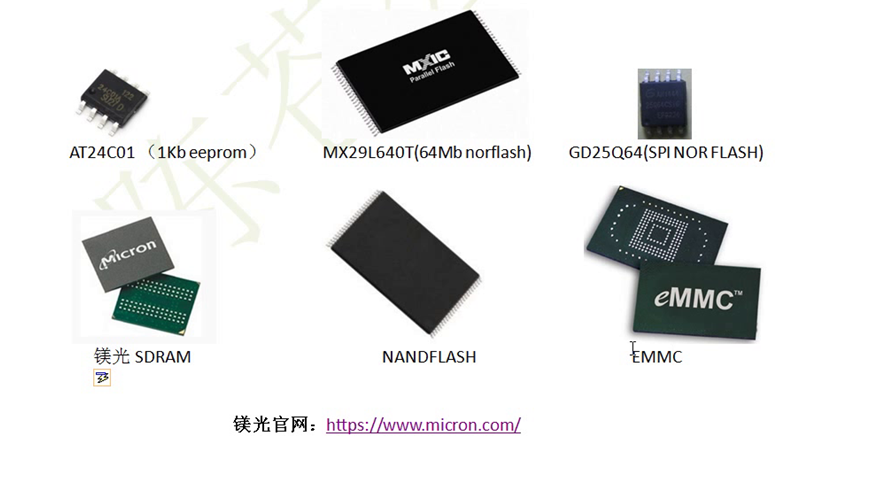 MXIC
Parallel Flash
AT24C01（1Kb eeprom）
MX29L640T(64Mb norflash)
GD25Q64(SPI NOR FLASH)
Micron
eMMC™
镁光 SDRAM
NANDFLASH
EMMC
镁光官网：https://www.micron.com/